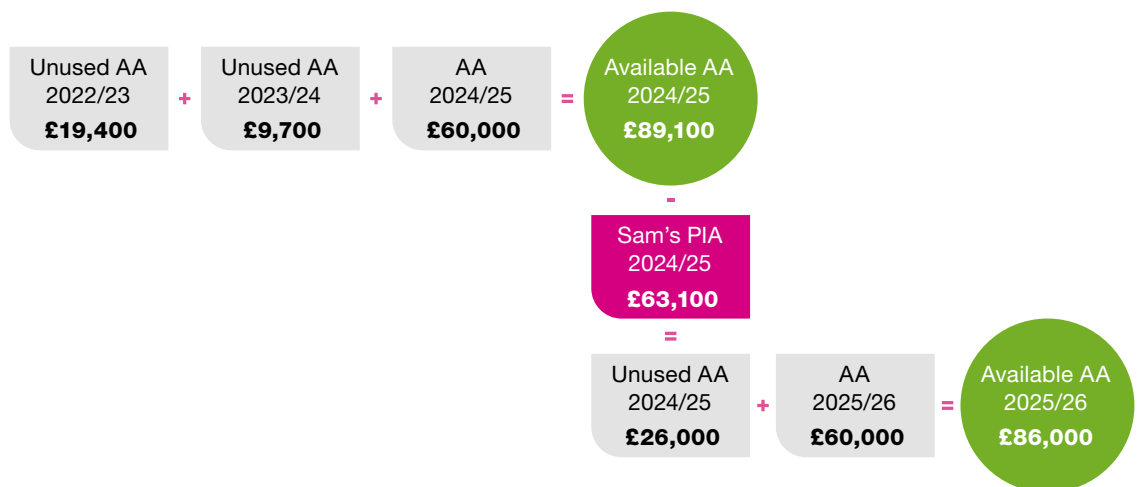 Unused AA
2022/23
£19,400
+
Unused AA
2023/24
£9,700
+
AA
2024/25
£60,000
=
Available AA
2024/25
£89,100
-
Sam's PIA
2024/25
£63,100
=
Unused AA
2024/25
£26,000
+
AA
2025/26
£60,000
=
Available AA
2025/26
£86,000